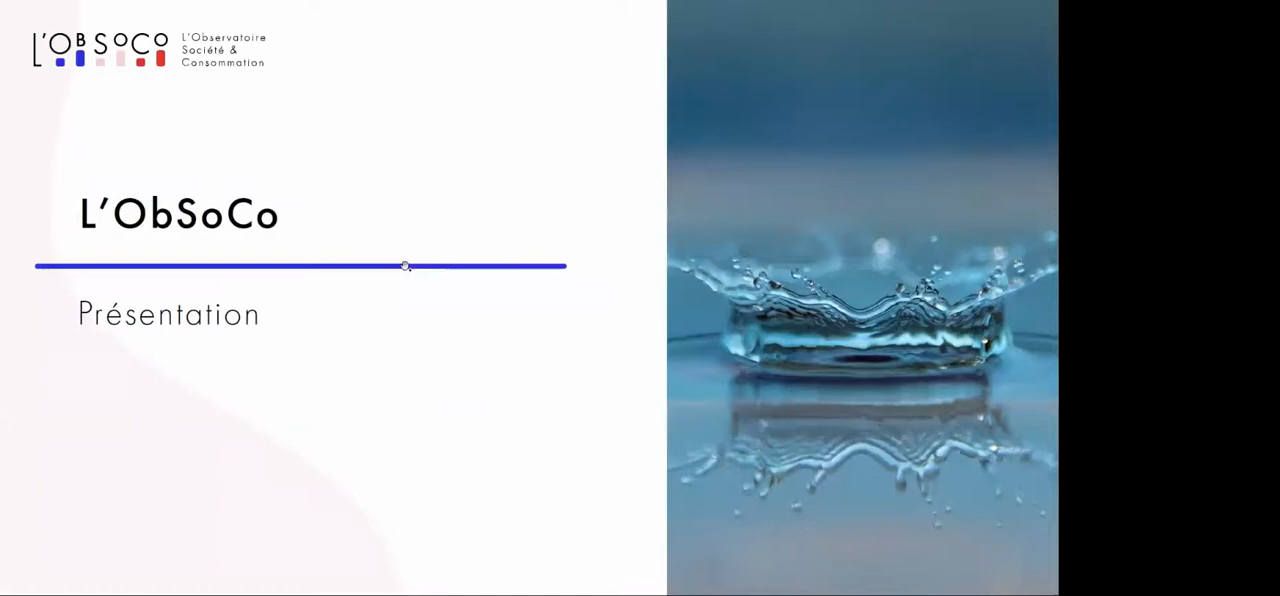 L'ObSoCo
L'Observatoire
Société &
Consommation
L'ObSoCo
Présentation